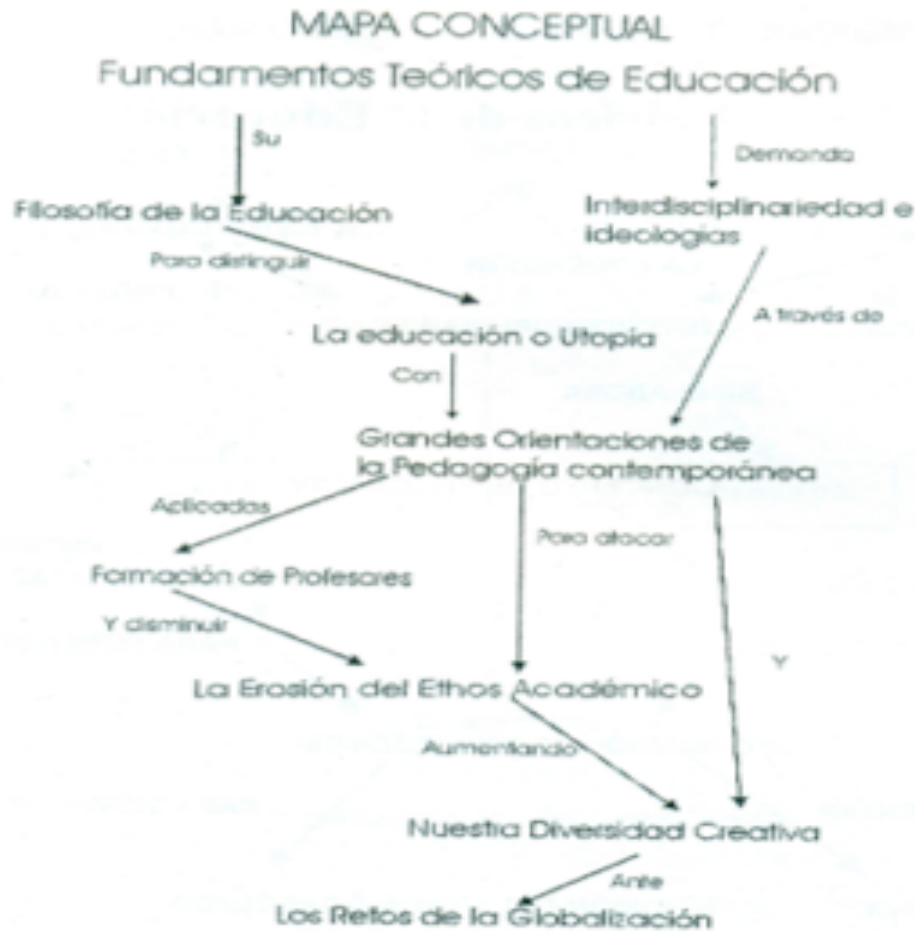 MAPA CONCEPTUAL
Fundamentos Teóricos de Educación
Su
Demanda
Filosofía de la Educación
Interdisciplinariedad e
ideologías
Para distinguir
A través de
La educación o Utopía
Con
Grandes Orientaciones de
la Pedagogía contemporánea
Aplicadas
Para atacar
Formación de Profesores
Y disminuir
Y
La Erosión del Ethos Académico
Aumentando
Nuestra Diversidad Creativa
Ante
Los Retos de la Globalización